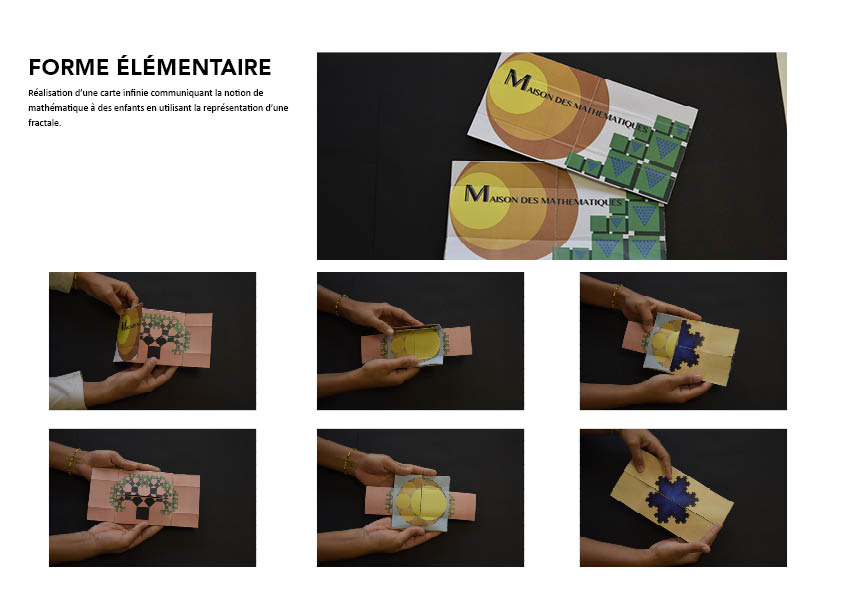 FORME ÉLÉMENTAIRE
Réalisation d'une carte infinie communiquant la notion de
mathématique à des enfants en utilisant la représentation d'une
fractale.
MAISON DES MATHEMATIQUES
MAISON DES MATHEMATIQUES